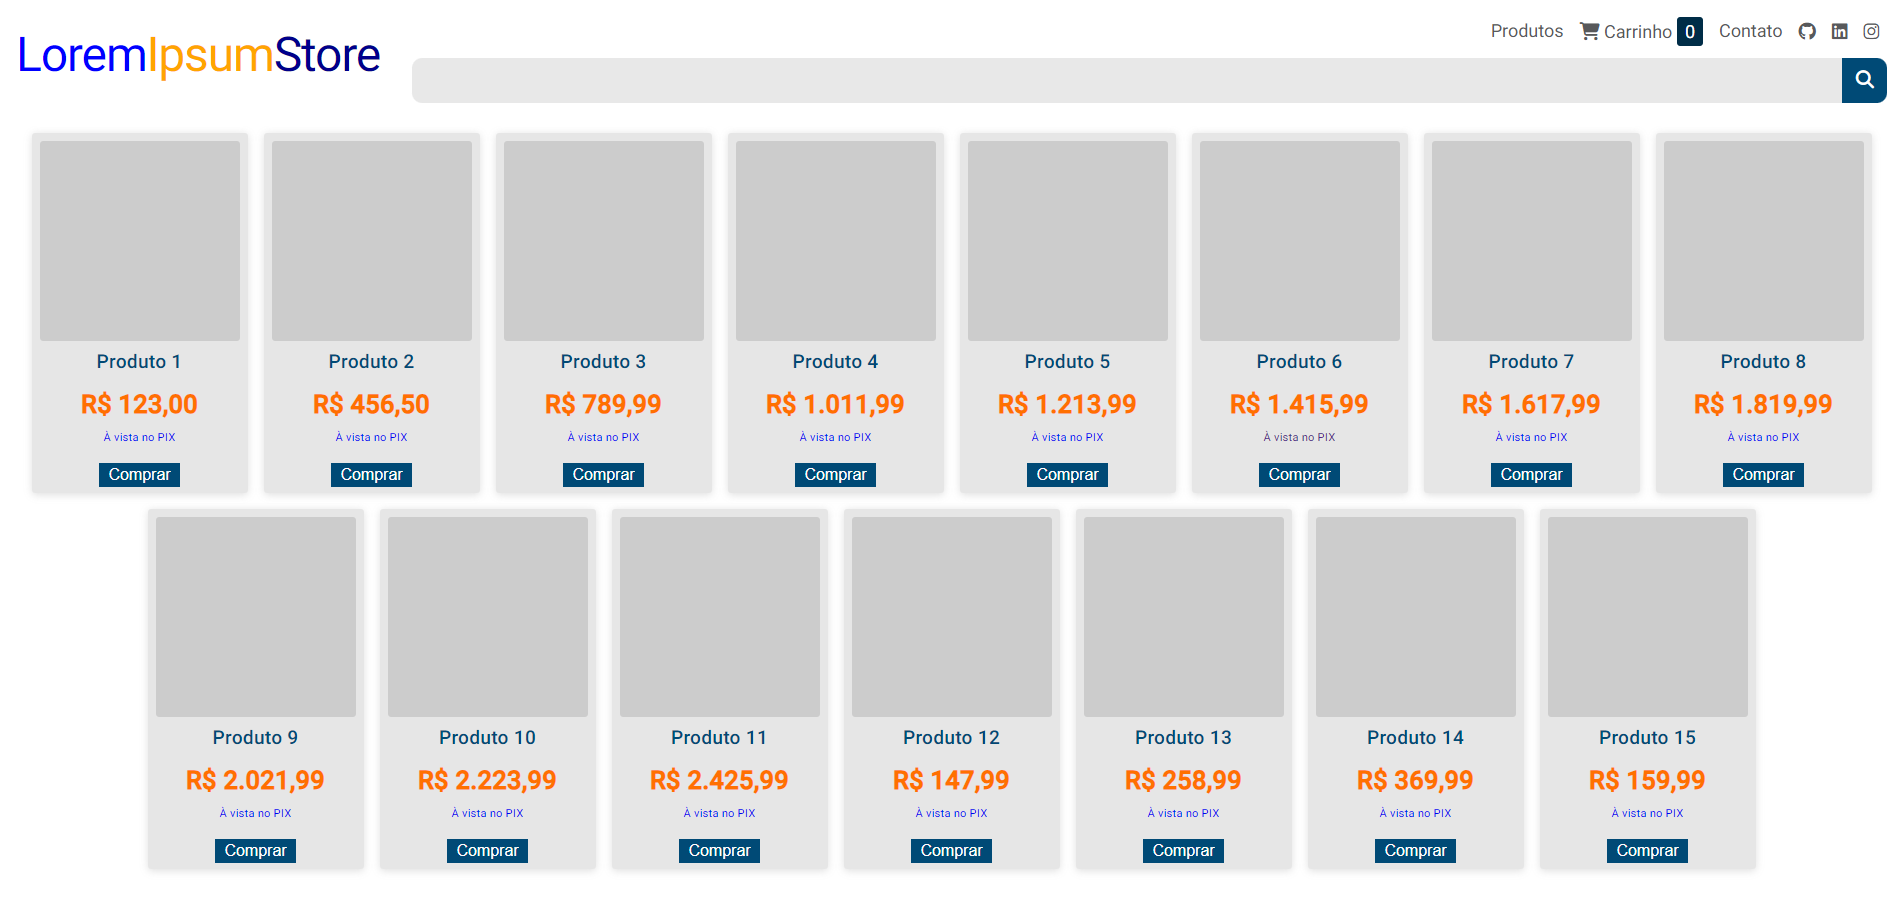 Produtos Carrinho 0 Contato
LoremIpsumStore
Produto 1 Produto 2 Produto 3 Produto 4 Produto 5 Produto 6 Produto 7 Produto 8
R$ 123,00 R$ 456,50 R$ 789,99 R$ 1.011,99 R$ 1.213,99 R$ 1.415,99 R$ 1.617,99 R$ 1.819,99
À vista no PIX À vista no PIX À vista no PIX À vista no PIX À vista no PIX À vista no PIX À vista no PIX À vista no PIX
Comprar Comprar Comprar Comprar Comprar Comprar Comprar Comprar
Produto 9 Produto 10 Produto 11 Produto 12 Produto 13 Produto 14 Produto 15
R$ 2.021,99 R$ 2.223,99 R$ 2.425,99 R$ 147,99 R$ 258,99 R$ 369,99 R$ 159,99
À vista no PIX À vista no PIX À vista no PIX À vista no PIX À vista no PIX À vista no PIX À vista no PIX
Comprar Comprar Comprar Comprar Comprar Comprar Comprar